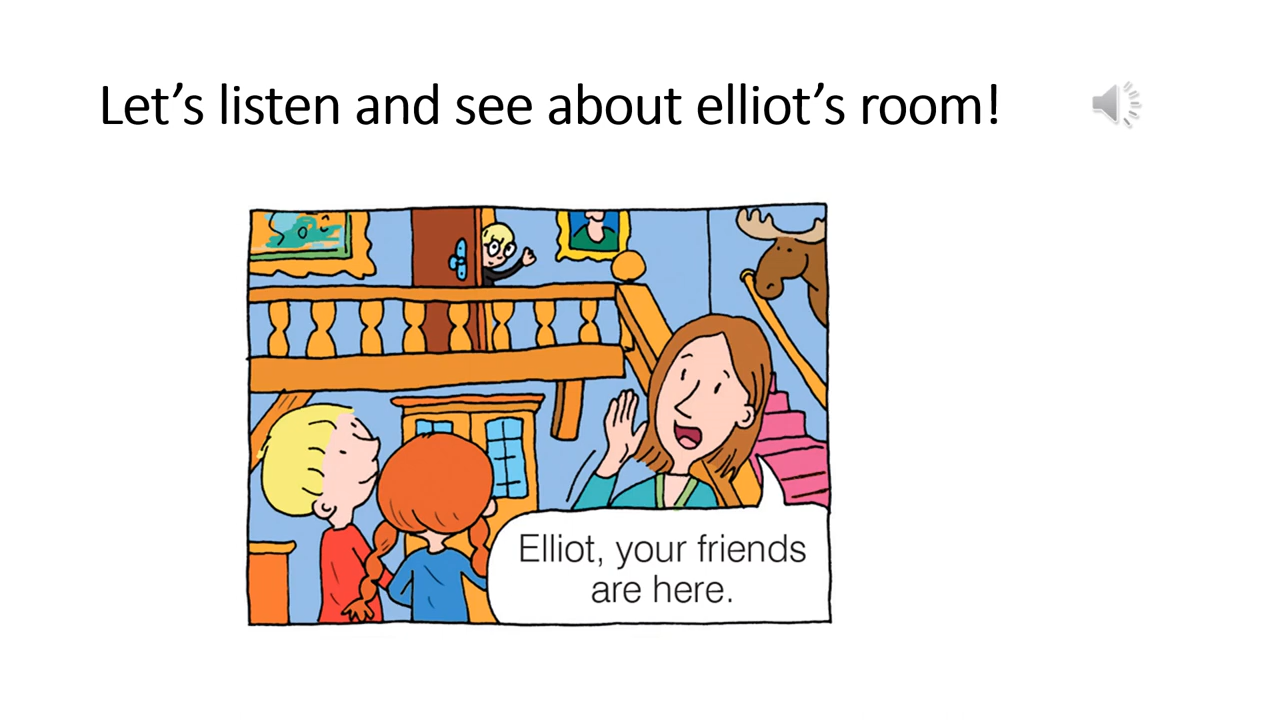 Let’s listen and see about elliot’s room!
Elliot, your friends
are here.